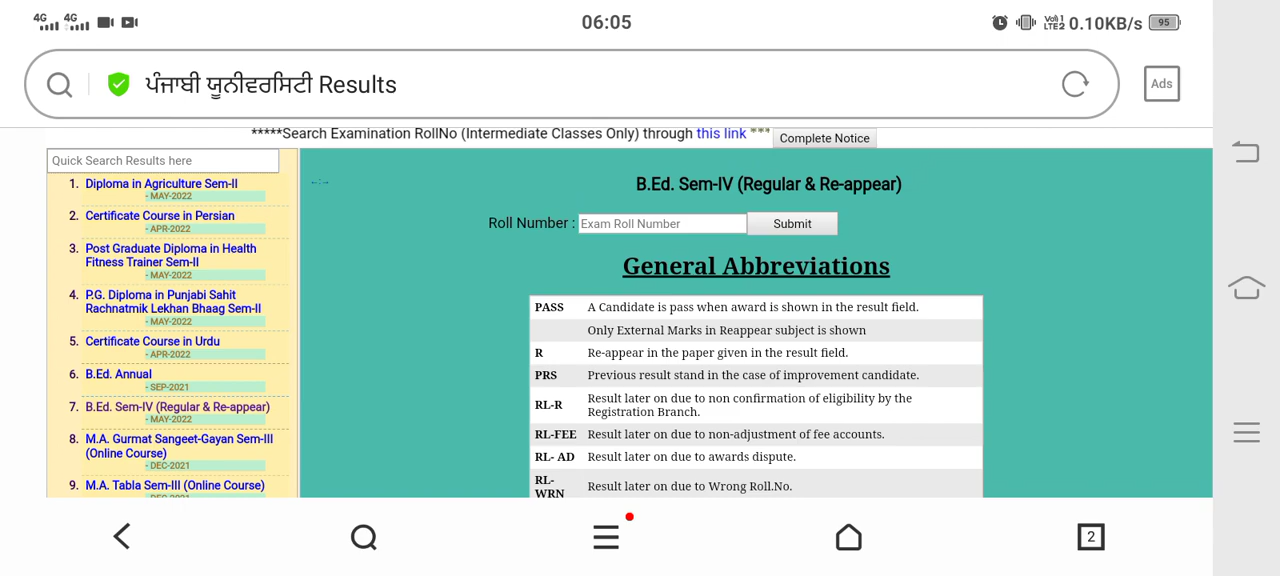 4G 4G 06:05 Vo) 1 LTE2 0.10KB/s 95
ਪੰਜਾਬੀ ਯੂਨੀਵਰਸਿਟੀ Results Ads
*****Search Examination RollNo (Intermediate Classes Only) through this link *** Complete Notice
Quick Search Results here
1. Diploma in Agriculture Sem-II
- MAY-2022
2. Certificate Course in Persian
- APR-2022
3. Post Graduate Diploma in Health
Fitness Trainer Sem-II
- MAY-2022
4. P.G. Diploma in Punjabi Sahit
Rachnatmik Lekhan Bhaag Sem-II
- MAY-2022
5. Certificate Course in Urdu
- APR-2022
6. B.Ed. Annual
- SEP-2021
7. B.Ed. Sem-IV (Regular & Re-appear)
- MAY-2022
8. M.A. Gurmat Sangeet-Gayan Sem-III
(Online Course)
- DEC-2021
9. M.A. Tabla Sem-III (Online Course)
- DEC-2021
B.Ed. Sem-IV (Regular & Re-appear)
Roll Number : Exam Roll Number Submit
General Abbreviations
PASS A Candidate is pass when award is shown in the result field.
Only External Marks in Reappear subject is shown
R Re-appear in the paper given in the result field.
PRS Previous result stand in the case of improvement candidate.
RL-R Result later on due to non confirmation of eligibility by the
Registration Branch.
RL-FEE Result later on due to non-adjustment of fee accounts.
RL- AD Result later on due to awards dispute.
RL-
WRN Result later on due to Wrong Roll.No.
2